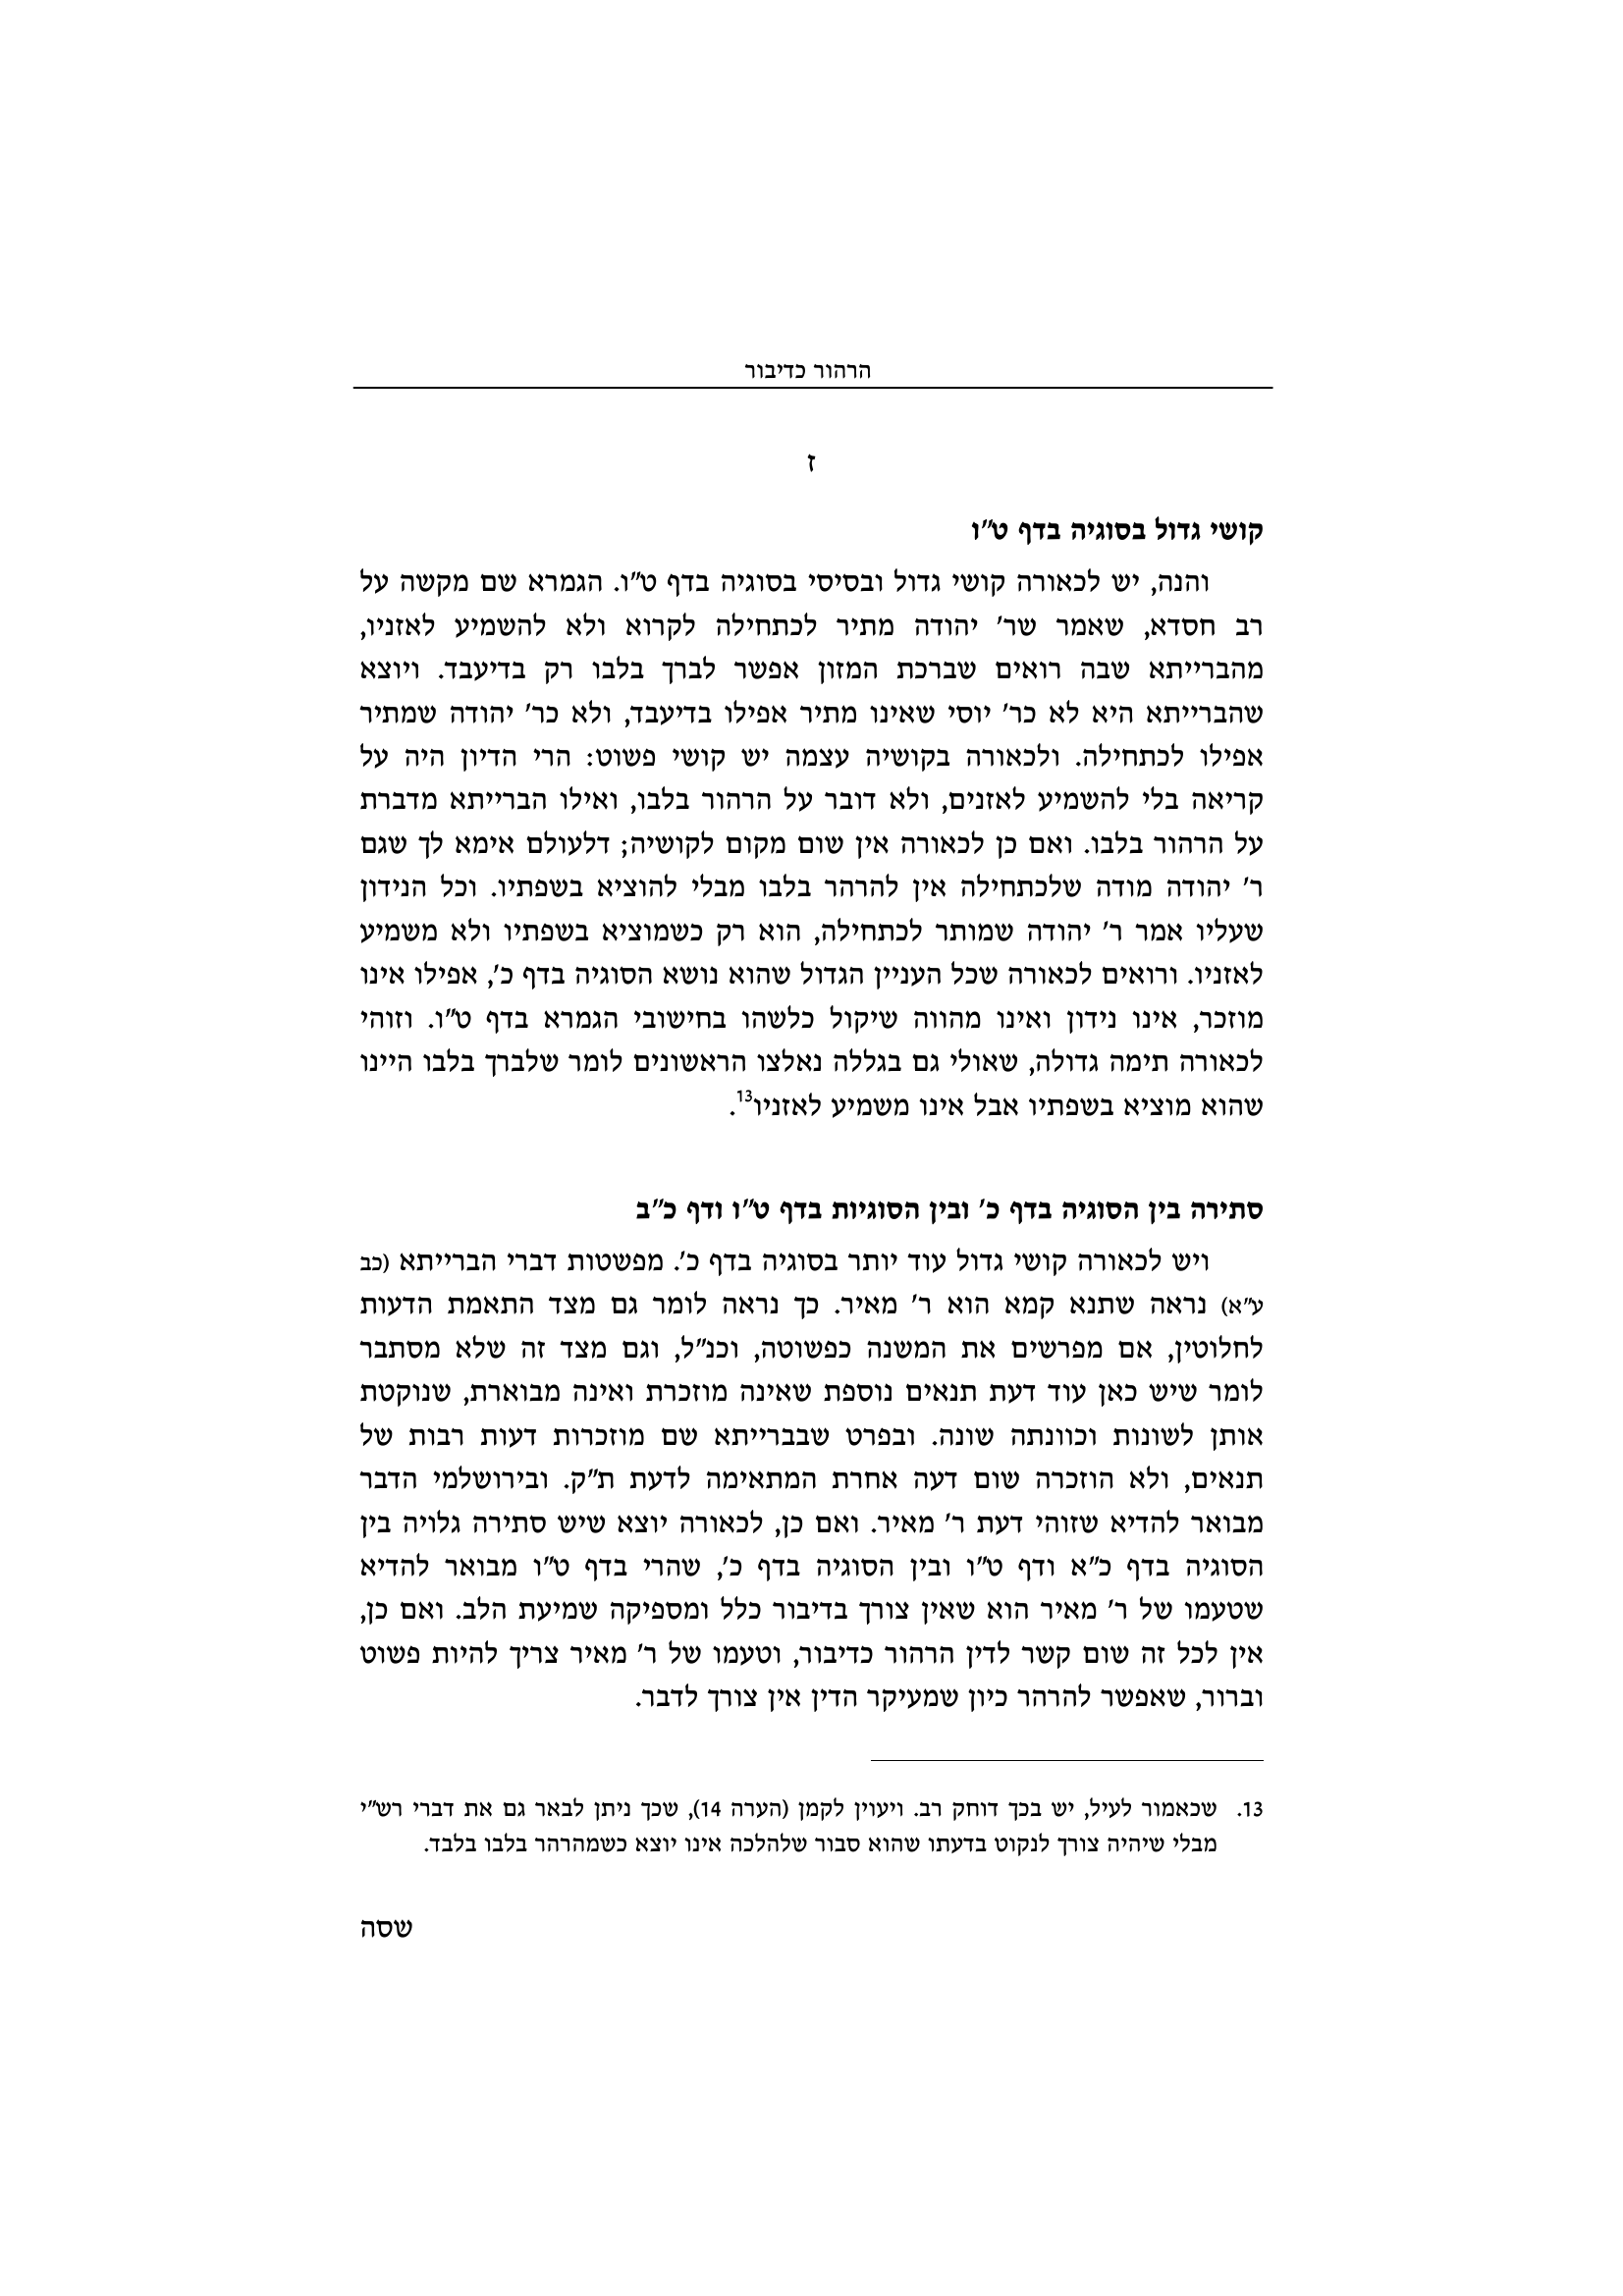 הרהור כדיבור
ז
קושי גדול בסוגיה בדף ט״ו
והנה, יש לכאורה קושי גדול ובסיסי בסוגיה בדף ט״ו. הגמרא שם מקשה על
רב חסדא, שאמר שר׳ יהודה מתיר לכתחילה לקרוא ולא להשמיע לאזניו,
מהברייתא שבה רואים שברכת המזון אפשר לברך בלבו רק בדיעבד. ויוצא
שהברייתא היא לא כר׳ יוסי שאינו מתיר אפילו בדיעבד, ולא כר׳ יהודה שמתיר
אפילו לכתחילה. ולכאורה בקושיה עצמה יש קושי פשוט: הרי הדיון היה על
קריאה בלי להשמיע לאזנים, ולא דובר על הרהור בלבו, ואילו הברייתא מדברת
על הרהור בלבו. ואם כן לכאורה אין שום מקום לקושיה; דלעולם אימא לך שגם
ר׳ יהודה מודה שלכתחילה אין להרהר בלבו מבלי להוציא בשפתיו. וכל הנידון
שעליו אמר ר׳ יהודה שמותר לכתחילה, הוא רק כשמוציא בשפתיו ולא משמיע
לאזניו. ורואים לכאורה שכל העניין הגדול שהוא נושא הסוגיה בדף כ׳, אפילו אינו
מוזכר, אינו נידון ואינו מהווה שיקול כלשהו בחישובי הגמרא בדף ט״ו. וזוהי
לכאורה תימה גדולה, שאולי גם בגללה נאלצו הראשונים לומר שלברך בלבו היינו
שהוא מוציא בשפתיו אבל אינו משמיע לאזניו13.
סתירה בין הסוגיה בדף כ׳ ובין הסוגיות בדף ט״ו ודף כ״ב
ויש לכאורה קושי גדול עוד יותר בסוגיה בדף כ׳. מפשטות דברי הברייתא (כב
ע״א) נראה שתנא קמא הוא ר׳ מאיר. כך נראה לומר גם מצד התאמת הדעות
לחלוטין, אם מפרשים את המשנה כפשוטה, וכנ״ל, וגם מצד זה שלא מסתבר
לומר שיש כאן עוד דעת תנאים נוספת שאינה מוזכרת ואינה מבוארת, שנוקטת
אותן לשונות וכוונתה שונה. ובפרט שבברייתא שם מוזכרות דעות רבות של
תנאים, ולא הוזכרה שום דעה אחרת המתאימה לדעת ת״ק. ובירושלמי הדבר
מבואר להדיא שזוהי דעת ר׳ מאיר. ואם כן, לכאורה יוצא שיש סתירה גלויה בין
הסוגיה בדף כ״א ודף ט״ו ובין הסוגיה בדף כ׳, שהרי בדף ט״ו מבואר להדיא
שטעמו של ר׳ מאיר הוא שאין צורך בדיבור כלל ומספיקה שמיעת הלב. ואם כן,
אין לכל זה שום קשר לדין הרהור כדיבור, וטעמו של ר׳ מאיר צריך להיות פשוט
וברור, שאפשר להרהר כיון שמעיקר הדין אין צורך לדבר.
13. שכאמור לעיל, יש בכך דוחק רב. ויעוין לקמן (הערה 14), שכך ניתן לבאר גם את דברי רש״י
מבלי שיהיה צורך לנקוט בדעתו שהוא סבור שלהלכה אינו יוצא כשמהרהר בלבו בלבד.
שסה